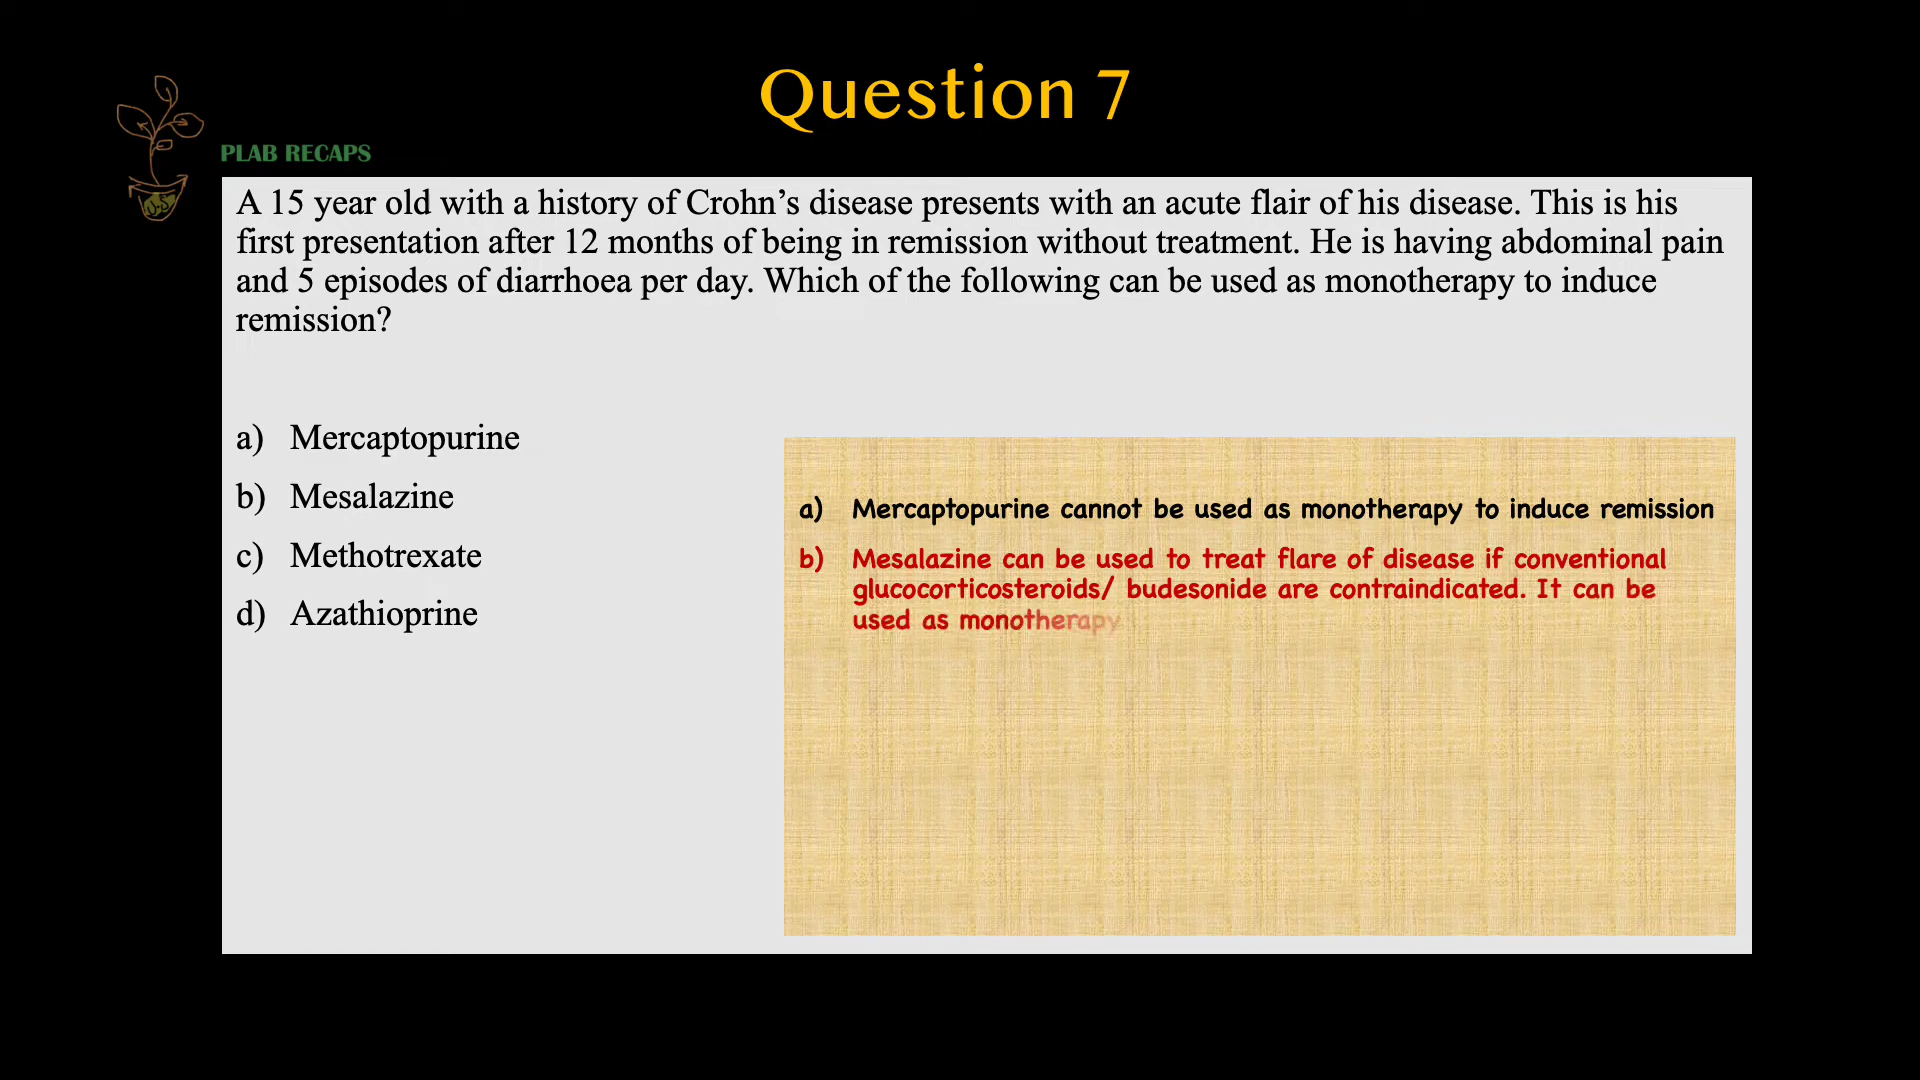 Question 7
PLAB RECAPS
A 15 year old with a history of Crohn's disease presents with an acute flair of his disease. This is his
first presentation after 12 months of being in remission without treatment. He is having abdominal pain
and 5 episodes of diarrhoea per day. Which of the following can be used as monotherapy to induce
remission?
a) Mercaptopurine
b) Mesalazine
c) Methotrexate
d) Azathioprine
a) Mercaptopurine cannot be used as monotherapy to induce remission
b) Mesalazine can be used to treat flare of disease if conventional
glucocorticosteroids/ budesonide are contraindicated. It can be
used as monotherapy